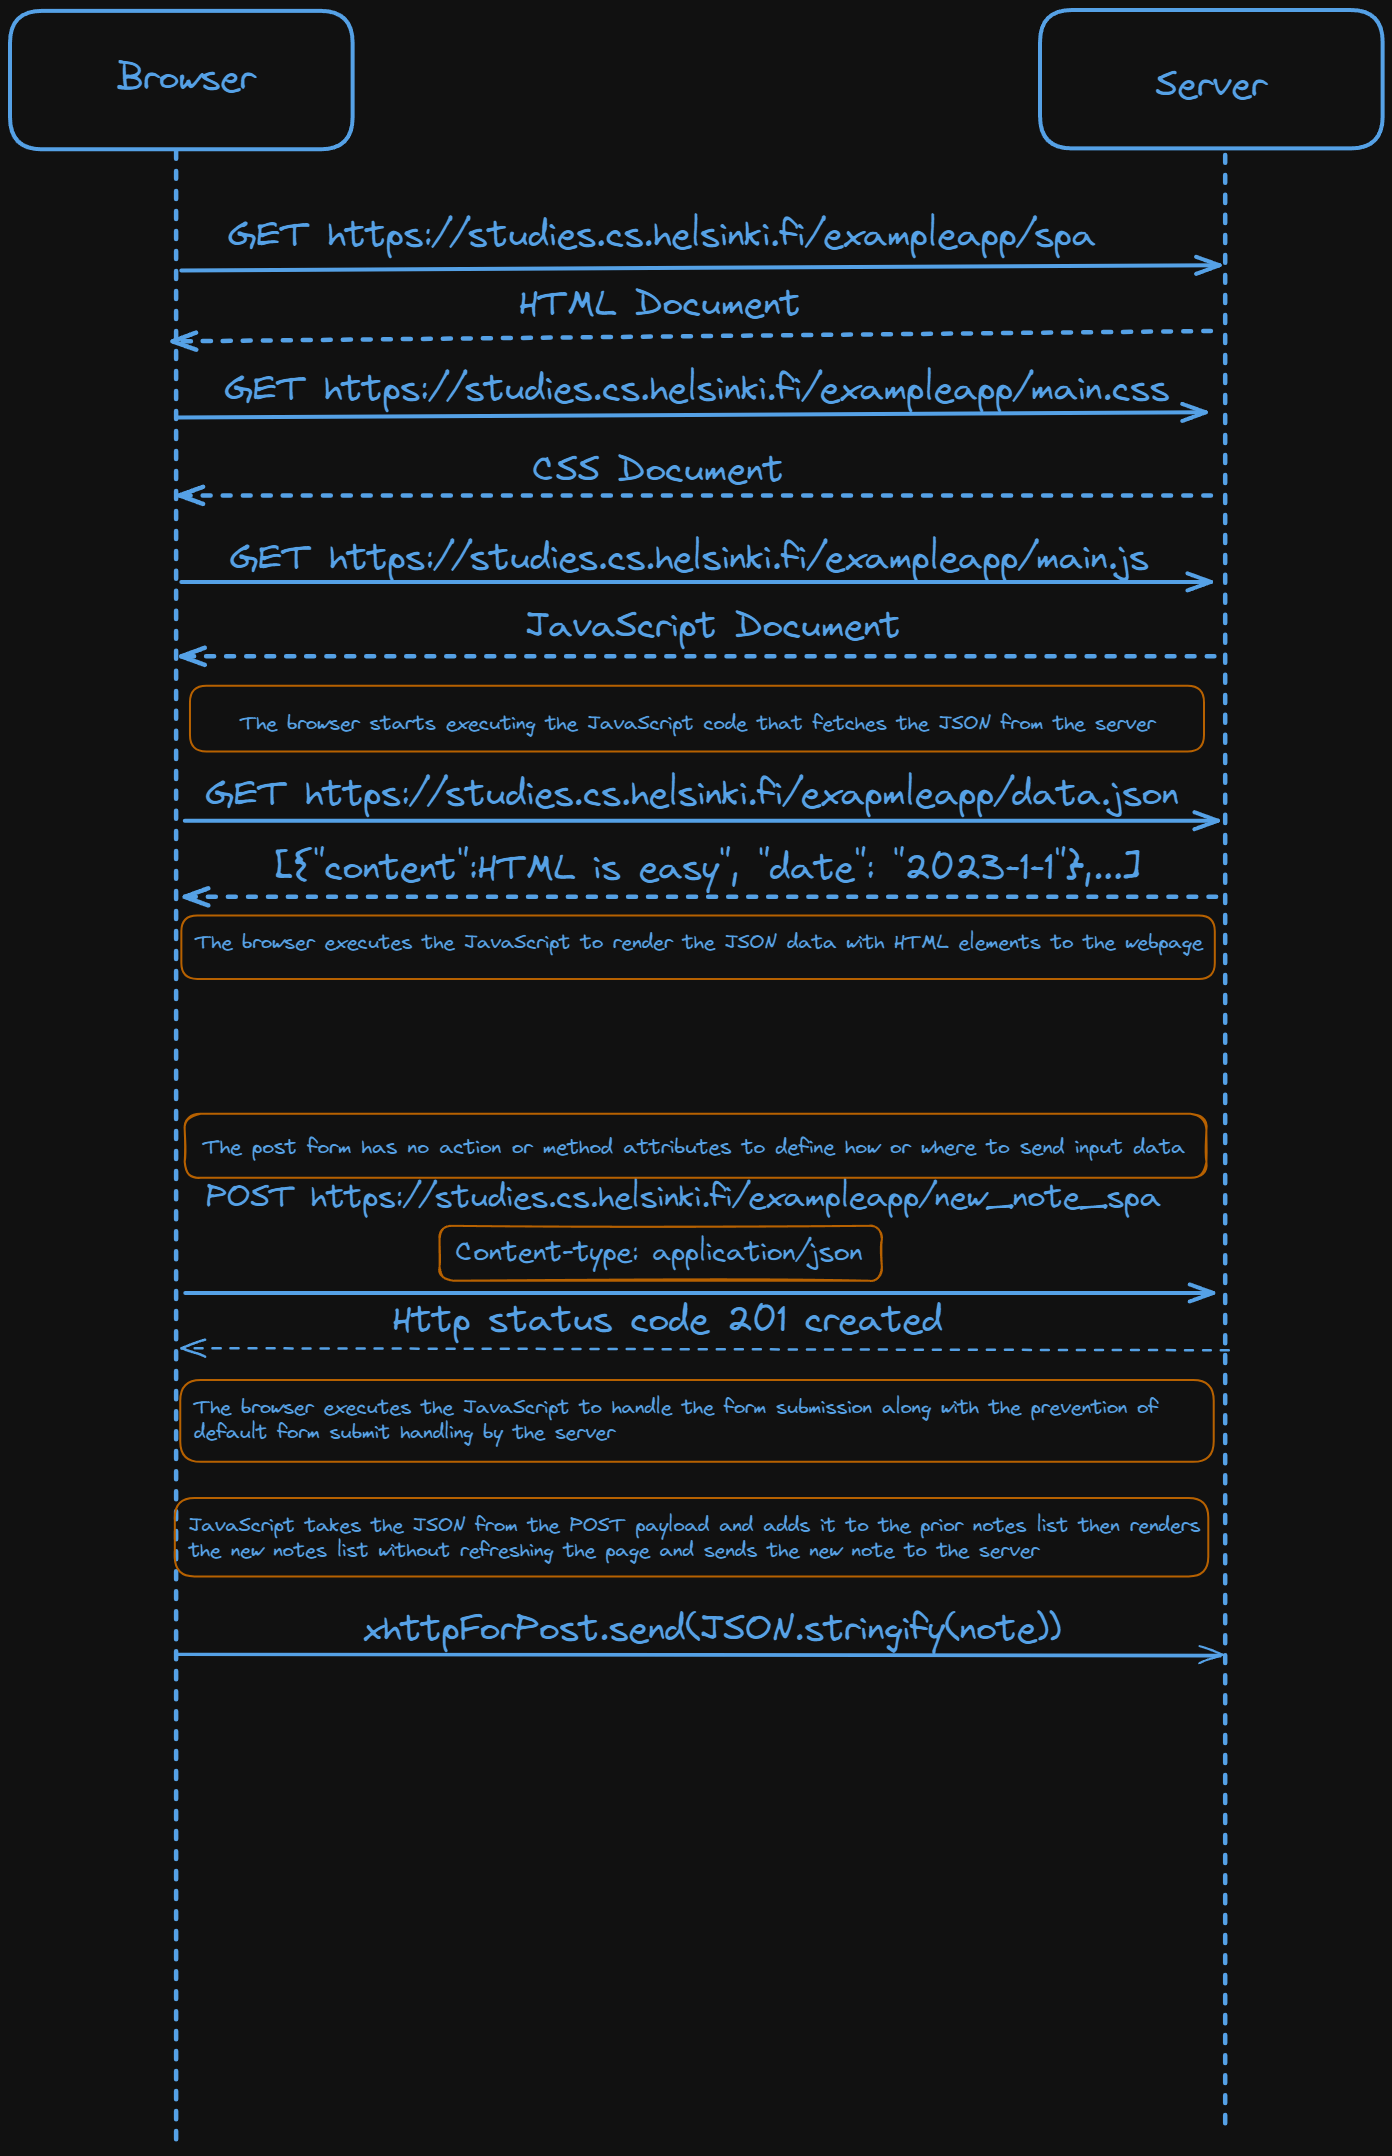 Browser
Server
GET https://studies.cs.helsinki.fi/exampleapp/spa
HTML Document
GET https://studies.cs.helsinki.fi/exampleapp/main.css
CSS Document
GET https://studies.cs.helsinki.fi/exampleapp/main.js
JavaScript Document
The browser starts executing the JavaScript code that fetches the JSON from the server
GET https://studies.cs.helsinki.fi/exapmleapp/data.json
[{"content":HTML is easy", "date": "2023-1-1"},...]
The browser executes the JavaScript to render the JSON data with HTML elements to the webpage
The post form has no action or method attributes to define how or where to send input data
POST https://studies.cs.helsinki.fi/exampleapp/new_note_spa
Content-type: application/json
Http status code 201 created
The browser executes the JavaScript to handle the form submission along with the prevention of
default form submit handling by the server
JavaScript takes the JSON from the POST payload and adds it to the prior notes list then renders
the new notes list without refreshing the page and sends the new note to the server
xhttpForPost.send(JSON.stringify(note))